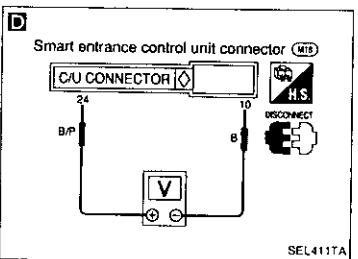 D
Smart entrance control unit connector (M18)
C/U CONNECTOR
H.S.
24
10
DISCONNECT
B/P
B
V
SEL411TA